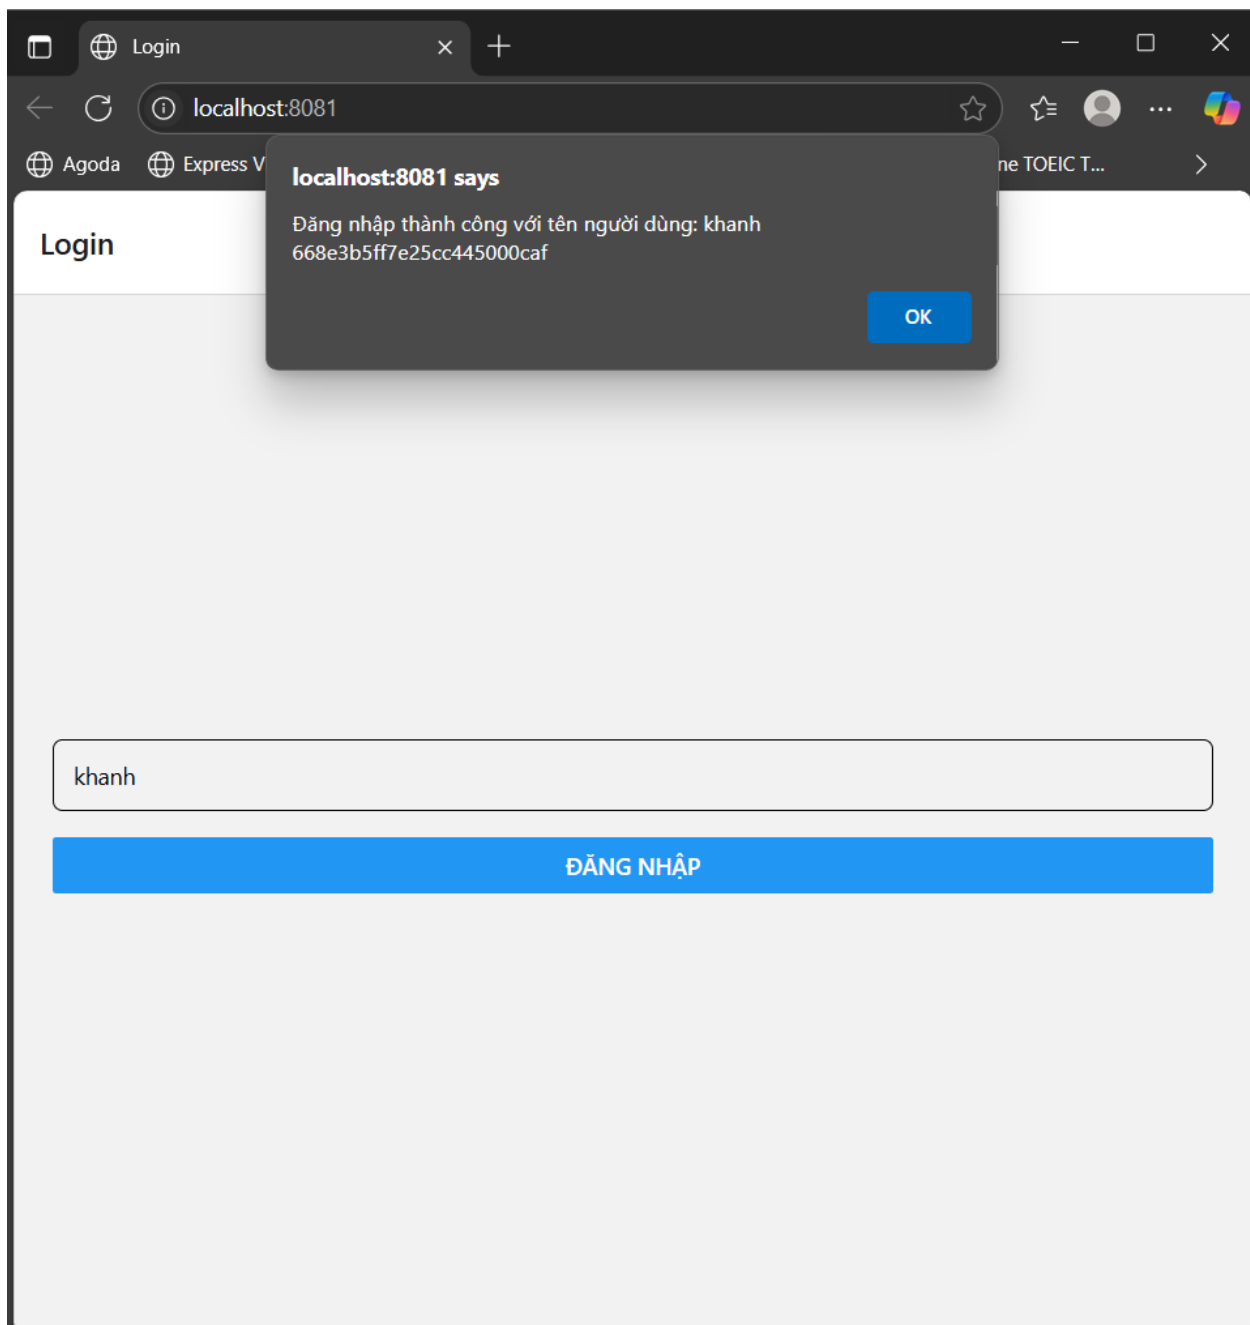 Login
localhost:8081
Agoda
Express V
ne TOEIC T...
localhost:8081 says
Đăng nhập thành công với tên người dùng: khanh
668e3b5ff7e25cc445000caf
OK
Login
khanh
ĐĂNG NHẬP